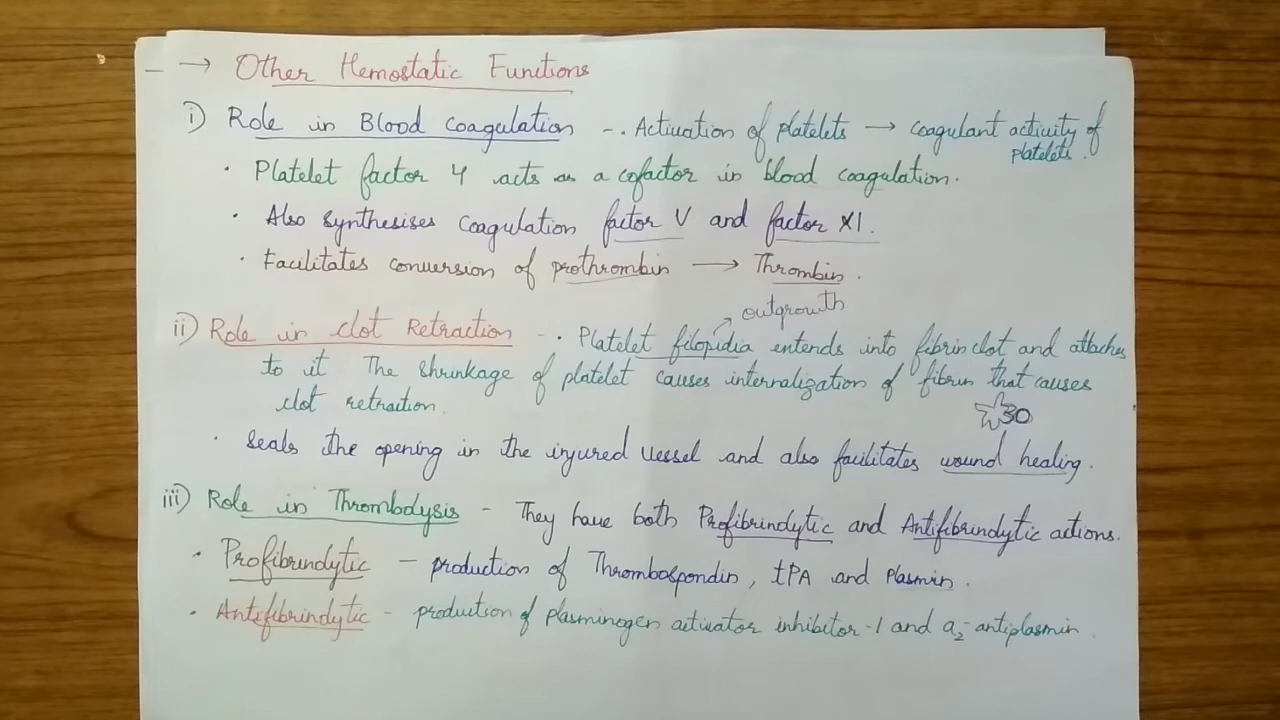 → Other Hemostatic Functions
i) Role in Blood coagulation -. Activation of platelets → coagulant activity of
platelets.
· Platelet factor 4 acts as a cofactor in blood coagulation.
· Also synthesises coagulation factor V and factor XI.
· Facilitates conversion of prothrombin → Thrombin.
outgrowth
ii) Role in clot Retraction -. Platelet filopidia entends into fibrin clot and attaches
to it The shrinkage of platelet causes internalization of fibrin that causes
clot retraction.
30
· Seals the opening in the injured vessel and also facilitates wound healing.
iii) Role in Thrombolysis - They have both Profibrinolytic and Antifibrinolytic actions.
· Profibrinolytic - production of Thrombospondin, tPA and Plasmin.
· Antifibrinolytic - production of plasminogen activator inhibitor-1 and a₂-antiplasmin.